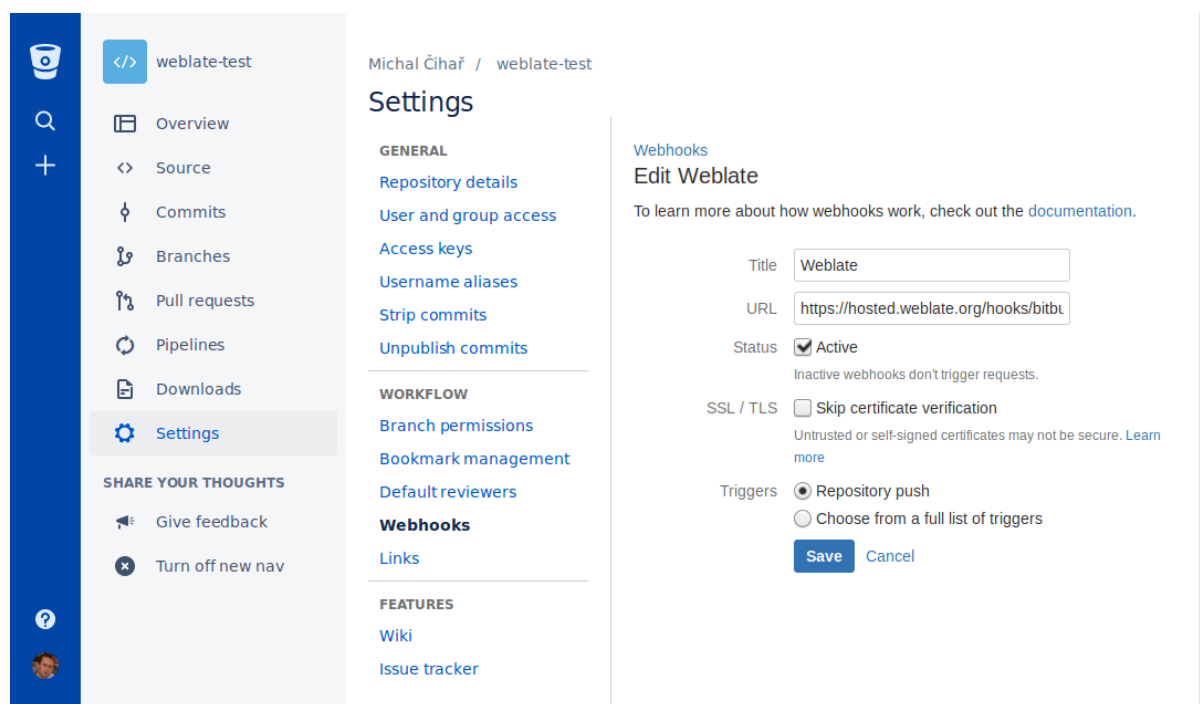 </> weblate-test
Overview
Source
Commits
Branches
Pull requests
Pipelines
Downloads
Settings
SHARE YOUR THOUGHTS
Give feedback
Turn off new nav
Michal Čihař / weblate-test
Settings
GENERAL
Repository details
User and group access
Access keys
Username aliases
Strip commits
Unpublish commits
WORKFLOW
Branch permissions
Bookmark management
Default reviewers
Webhooks
Links
FEATURES
Wiki
Issue tracker
Webhooks
Edit Weblate
To learn more about how webhooks work, check out the documentation.
Title Weblate
URL https://hosted.weblate.org/hooks/bitbu
Status Active
Inactive webhooks don't trigger requests.
SSL / TLS Skip certificate verification
Untrusted or self-signed certificates may not be secure. Learn
more
Triggers Repository push
Choose from a full list of triggers
Save Cancel